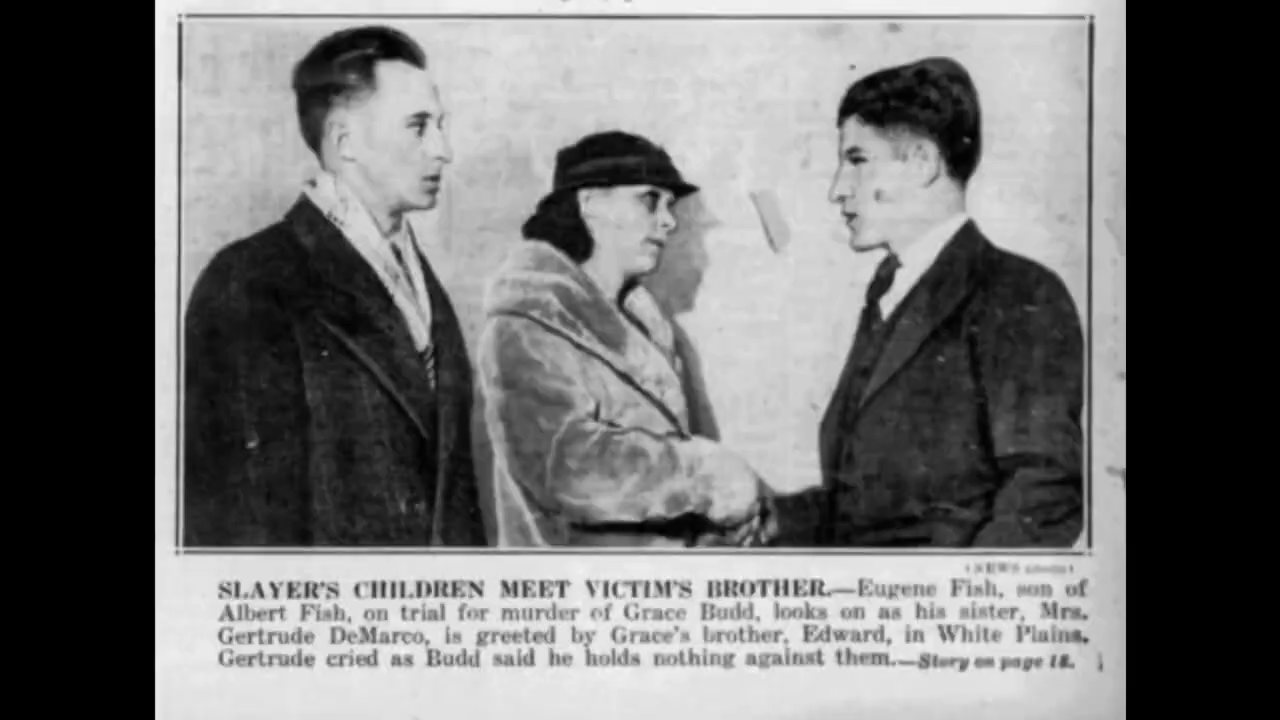 SLAYER'S CHILDREN MEET VICTIM'S BROTHER.—Eugene Fish, son of
Albert Fish, on trial for murder of Grace Budd, looks on as his sister, Mrs.
Gertrude DeMarco, is greeted by Grace's brother, Edward, in White Plains.
Gertrude cried as Budd said he holds nothing against them.—Story on page 18.